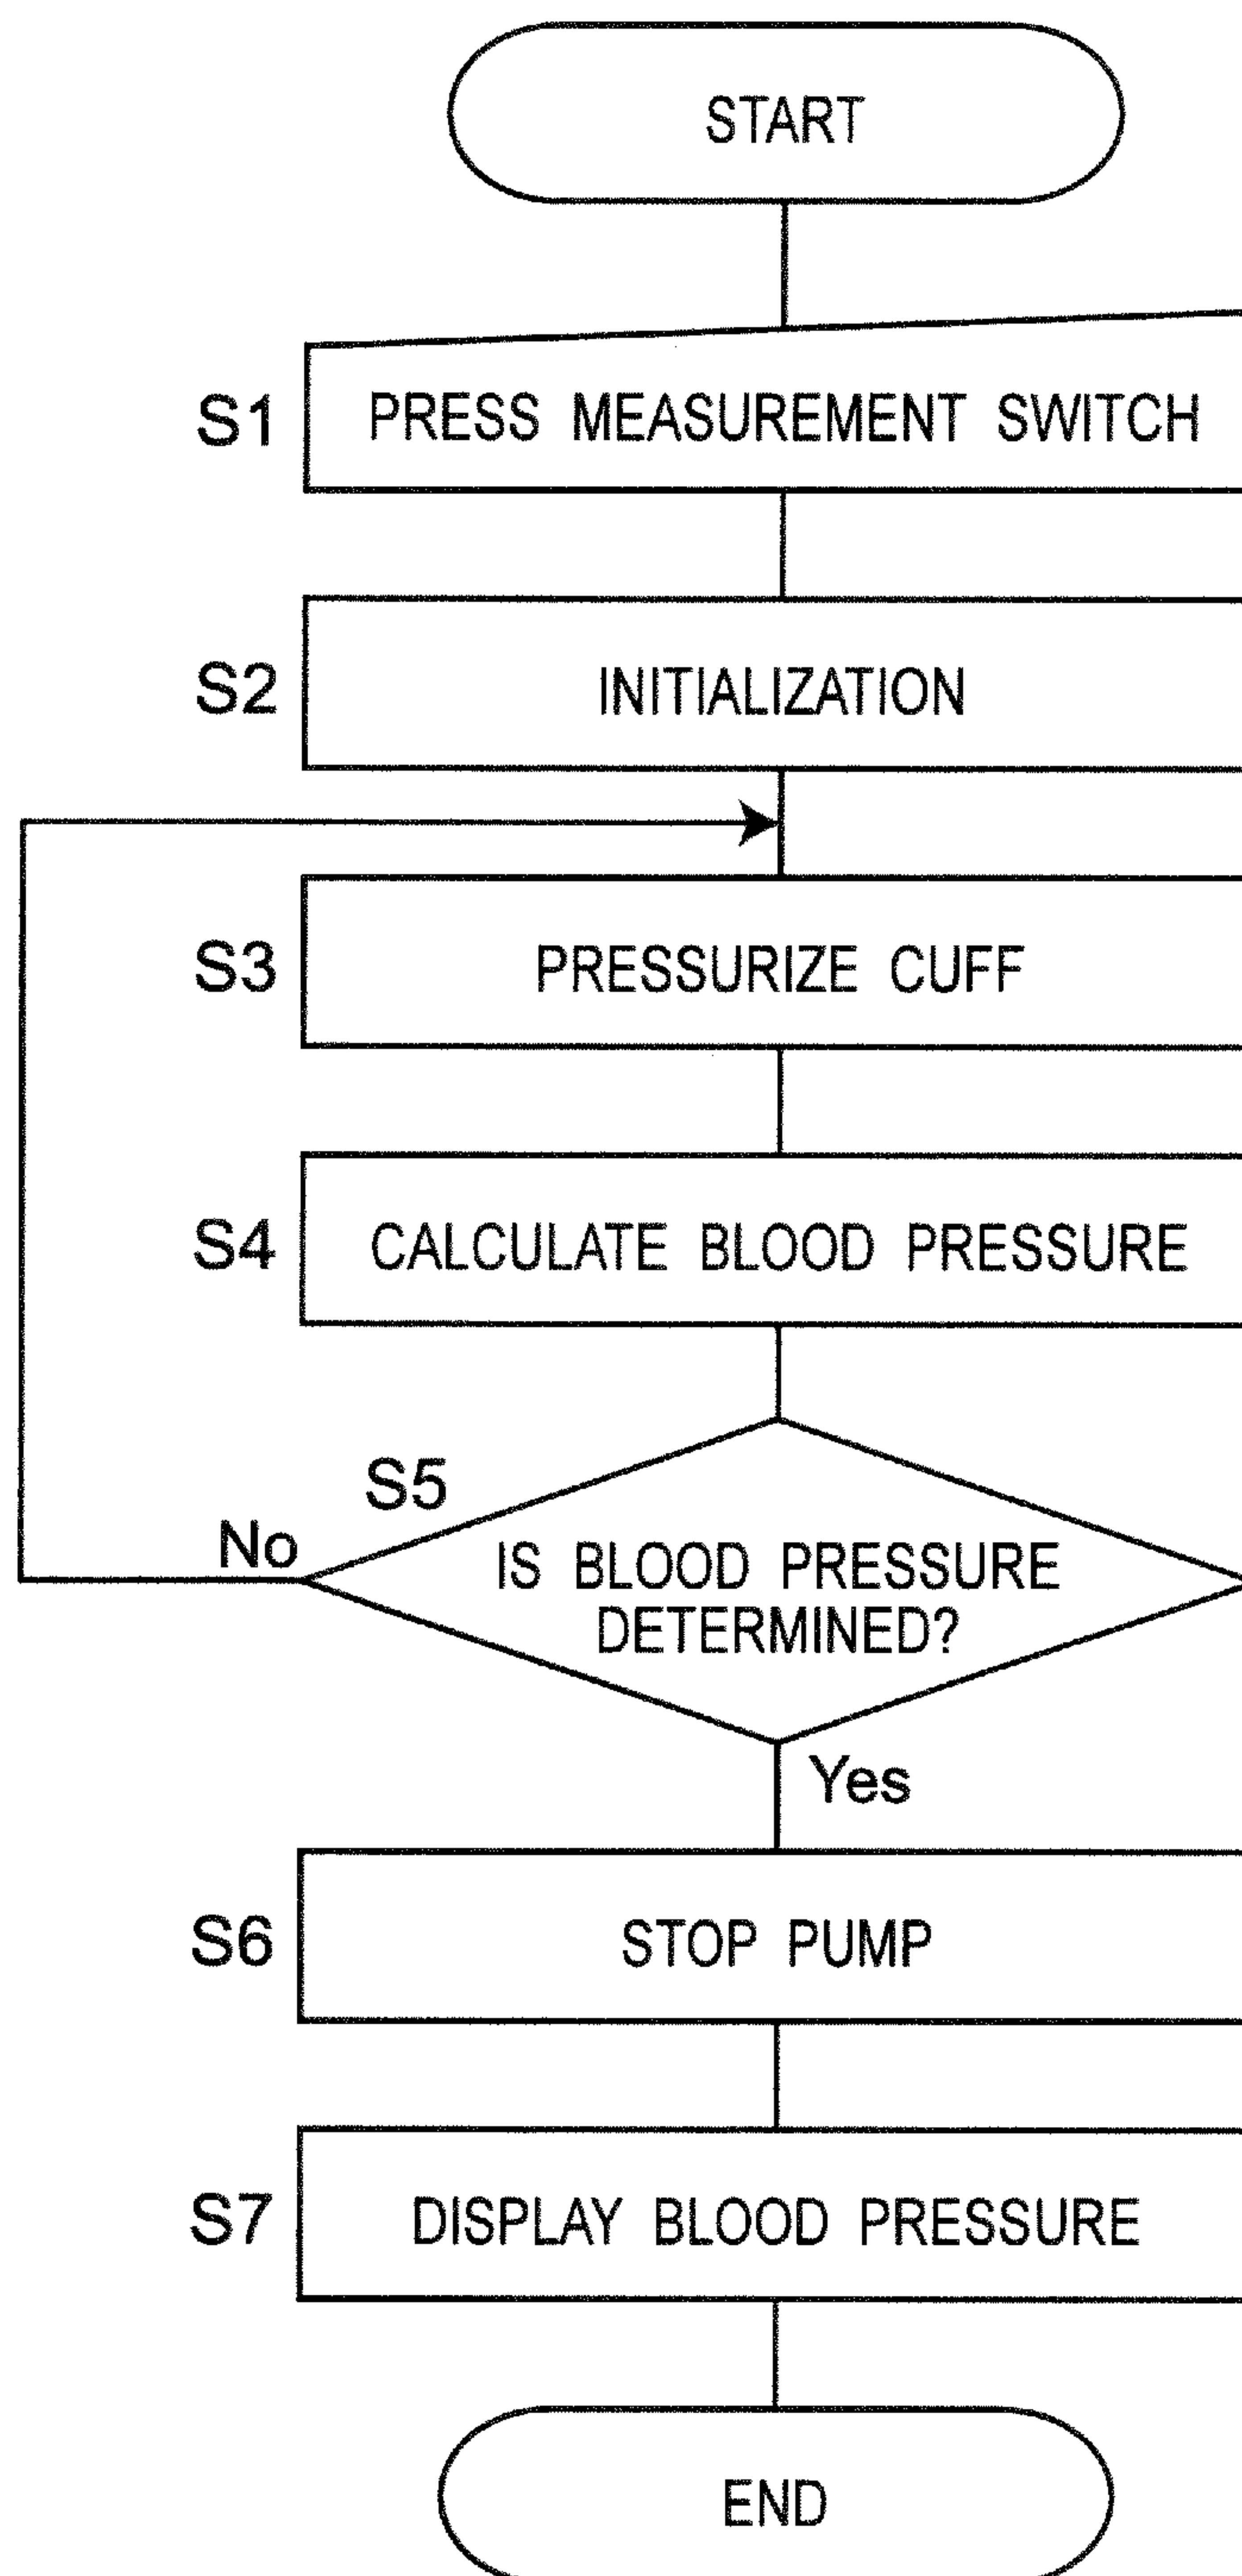 START
S1 PRESS MEASUREMENT SWITCH
S2 INITIALIZATION
S3 PRESSURIZE CUFF
S4 CALCULATE BLOOD PRESSURE
S5
No
IS BLOOD PRESSURE
DETERMINED?
Yes
S6 STOP PUMP
S7 DISPLAY BLOOD PRESSURE
END